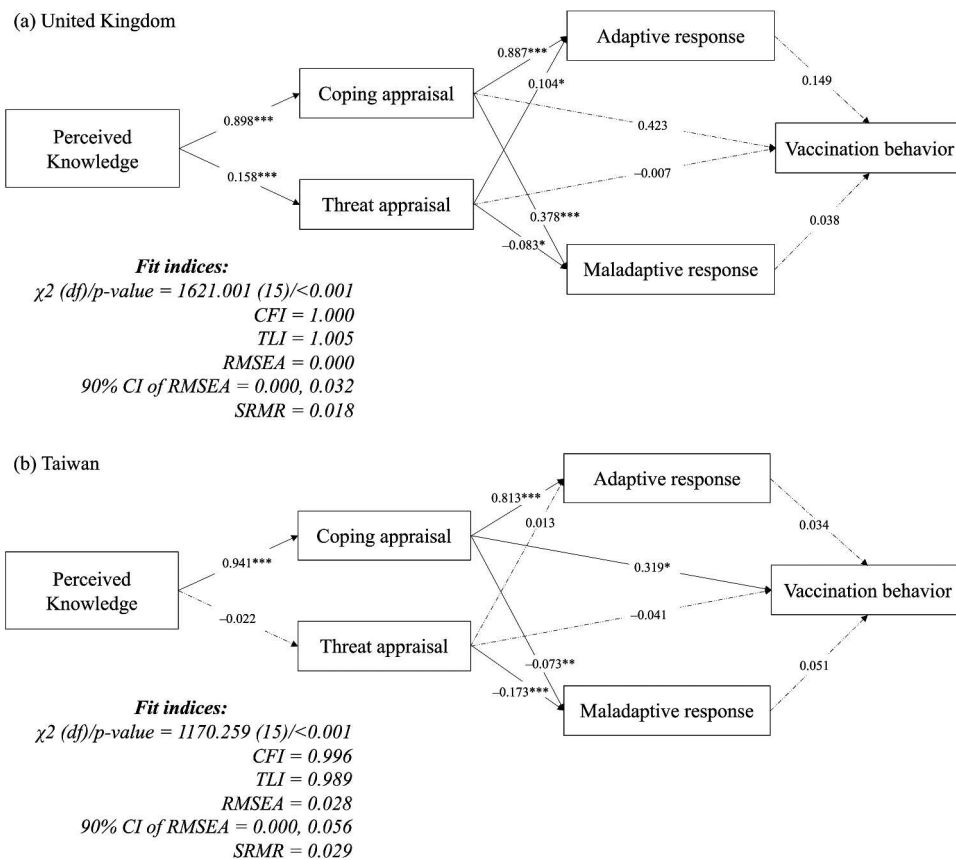 (a) United Kingdom
Adaptive response
0.887***
0.104*
0.149
Coping appraisal
0.898***
0.423
Perceived
Knowledge
Vaccination behavior
0.158***
–0.007
Threat appraisal
0.378***
–0.083*
0.038
Maladaptive response
Fit indices:
χ2 (df)/p-value = 1621.001 (15)/<0.001
CFI = 1.000
TLI = 1.005
RMSEA = 0.000
90% CI of RMSEA = 0.000, 0.032
SRMR = 0.018
(b) Taiwan
Adaptive response
0.813***
0.013
0.034
Coping appraisal
0.941***
0.319*
Perceived
Knowledge
Vaccination behavior
–0.022
–0.041
Threat appraisal
–0.073**
–0.173***
0.051
Maladaptive response
Fit indices:
χ2 (df)/p-value = 1170.259 (15)/<0.001
CFI = 0.996
TLI = 0.989
RMSEA = 0.028
90% CI of RMSEA = 0.000, 0.056
SRMR = 0.029